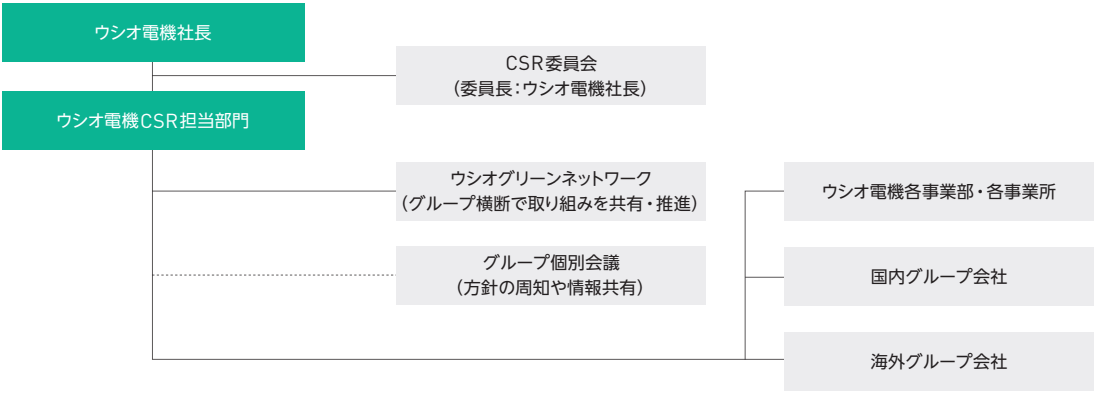 ウシオ電機社長
CSR委員会
（委員長：ウシオ電機社長）
ウシオ電機CSR担当部門
ウシオグリーンネットワーク
（グループ横断で取り組みを共有・推進）
グループ個別会議
（方針の周知や情報共有）
ウシオ電機各事業部・各事業所
国内グループ会社
海外グループ会社